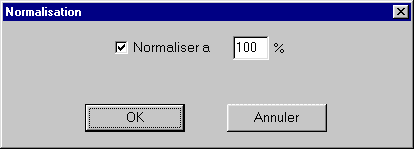 Normalisation
Normaliser a 100 %
OK Annuler